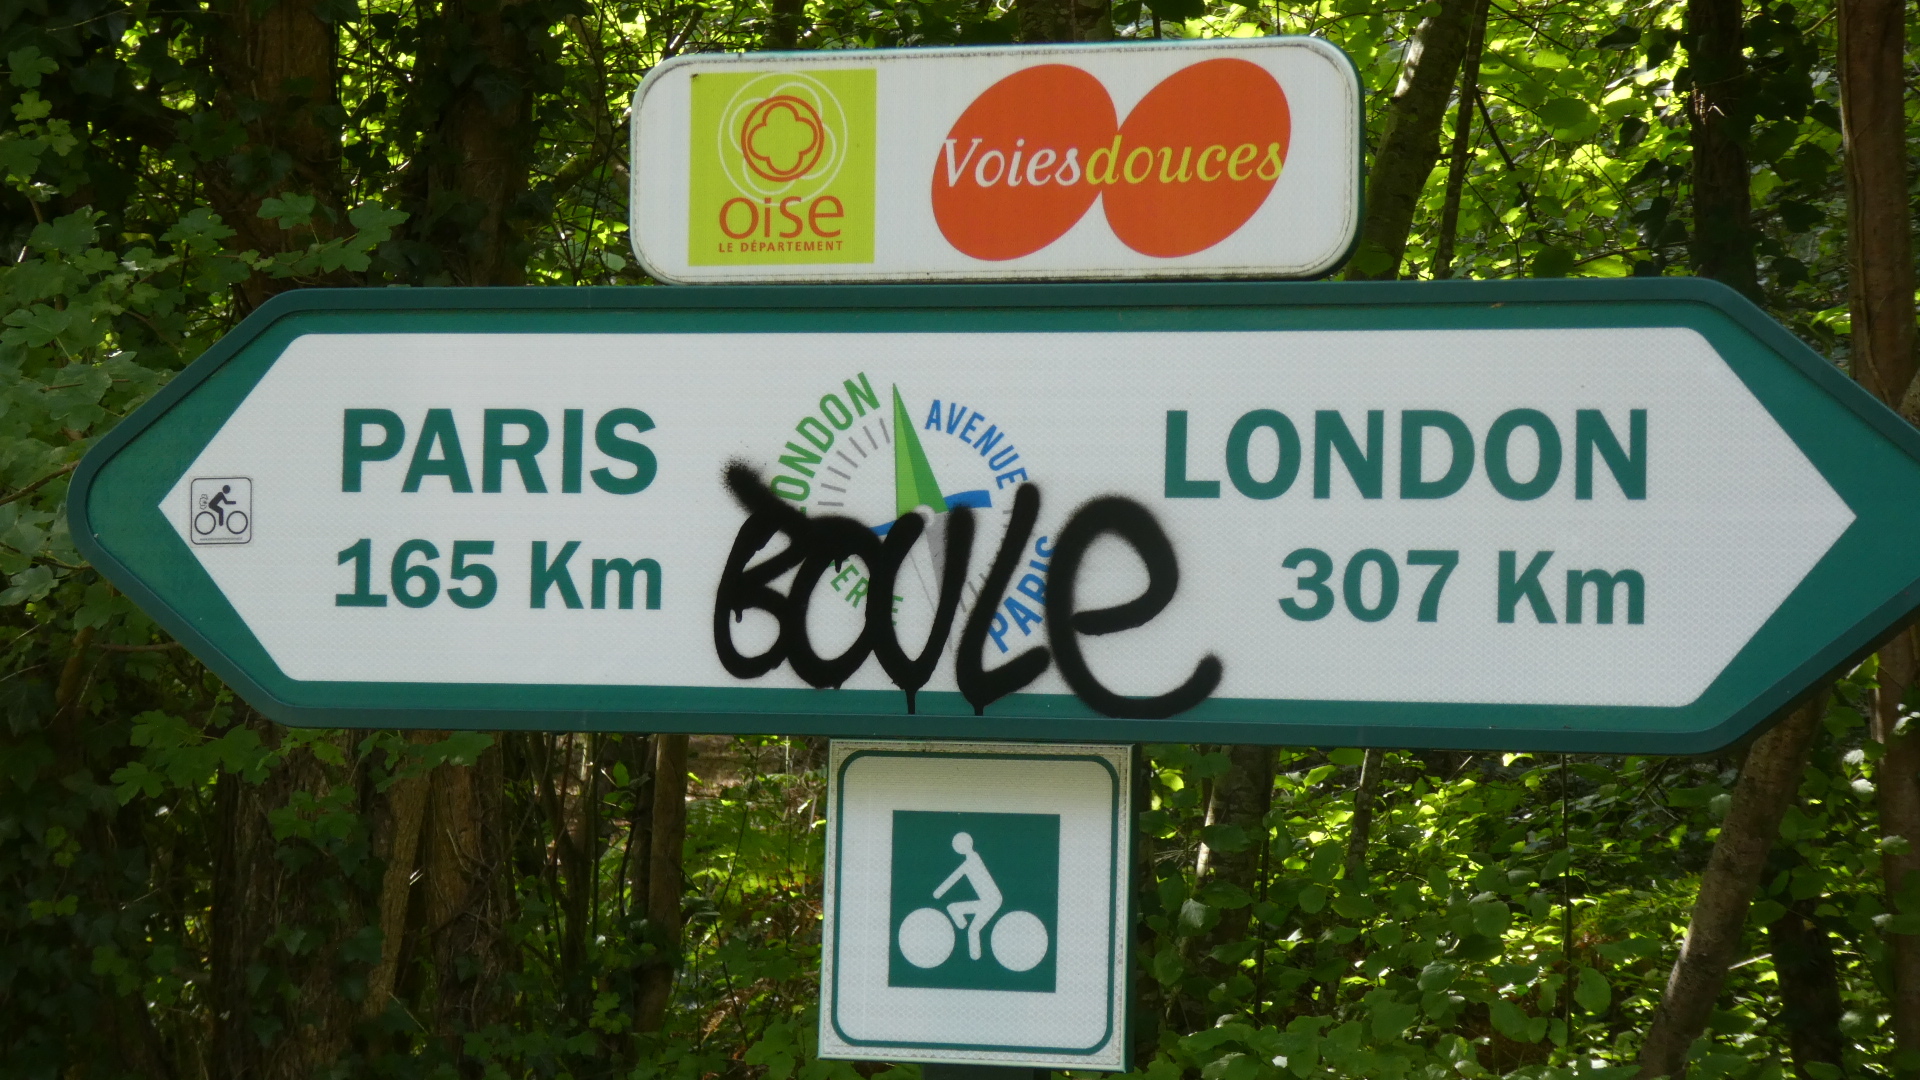 oise
LE DÉPARTEMENT
Voiesdouces
PARIS
165 Km
LONDON
AVENUE
PARIS
BOULE
LONDON
307 Km